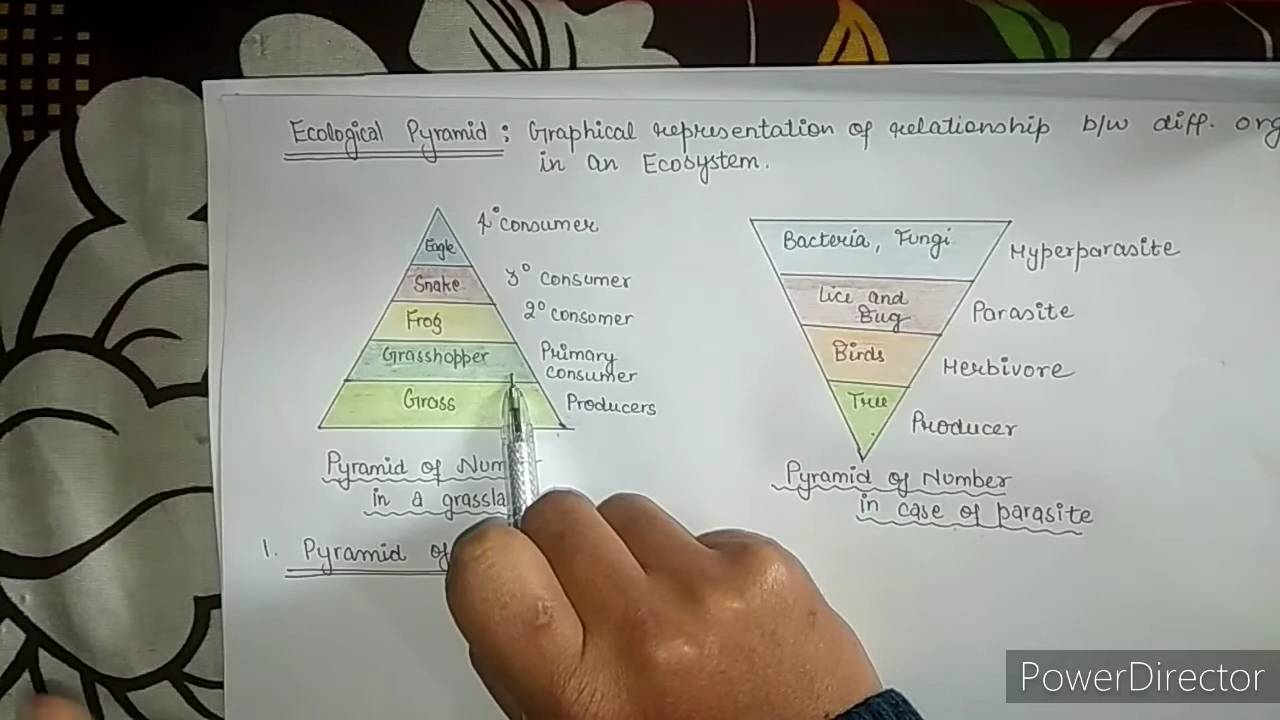 Ecological Pyramid : Graphical representation of relationship b/w diff. org
in an Ecosystem.
Eagle
4° consumer
Snake
3° consumer
Frog
2° consumer
Grasshopper
Primary
consumer
Grass
Producers
Pyramid of Num
in a grassla
Bacteria, Fungi
Hyperparasite
Lice and
Bug
Parasite
Birds
Herbivore
Tree
Producer
Pyramid of Number
in case of parasite
1. Pyramid of
PowerDirector